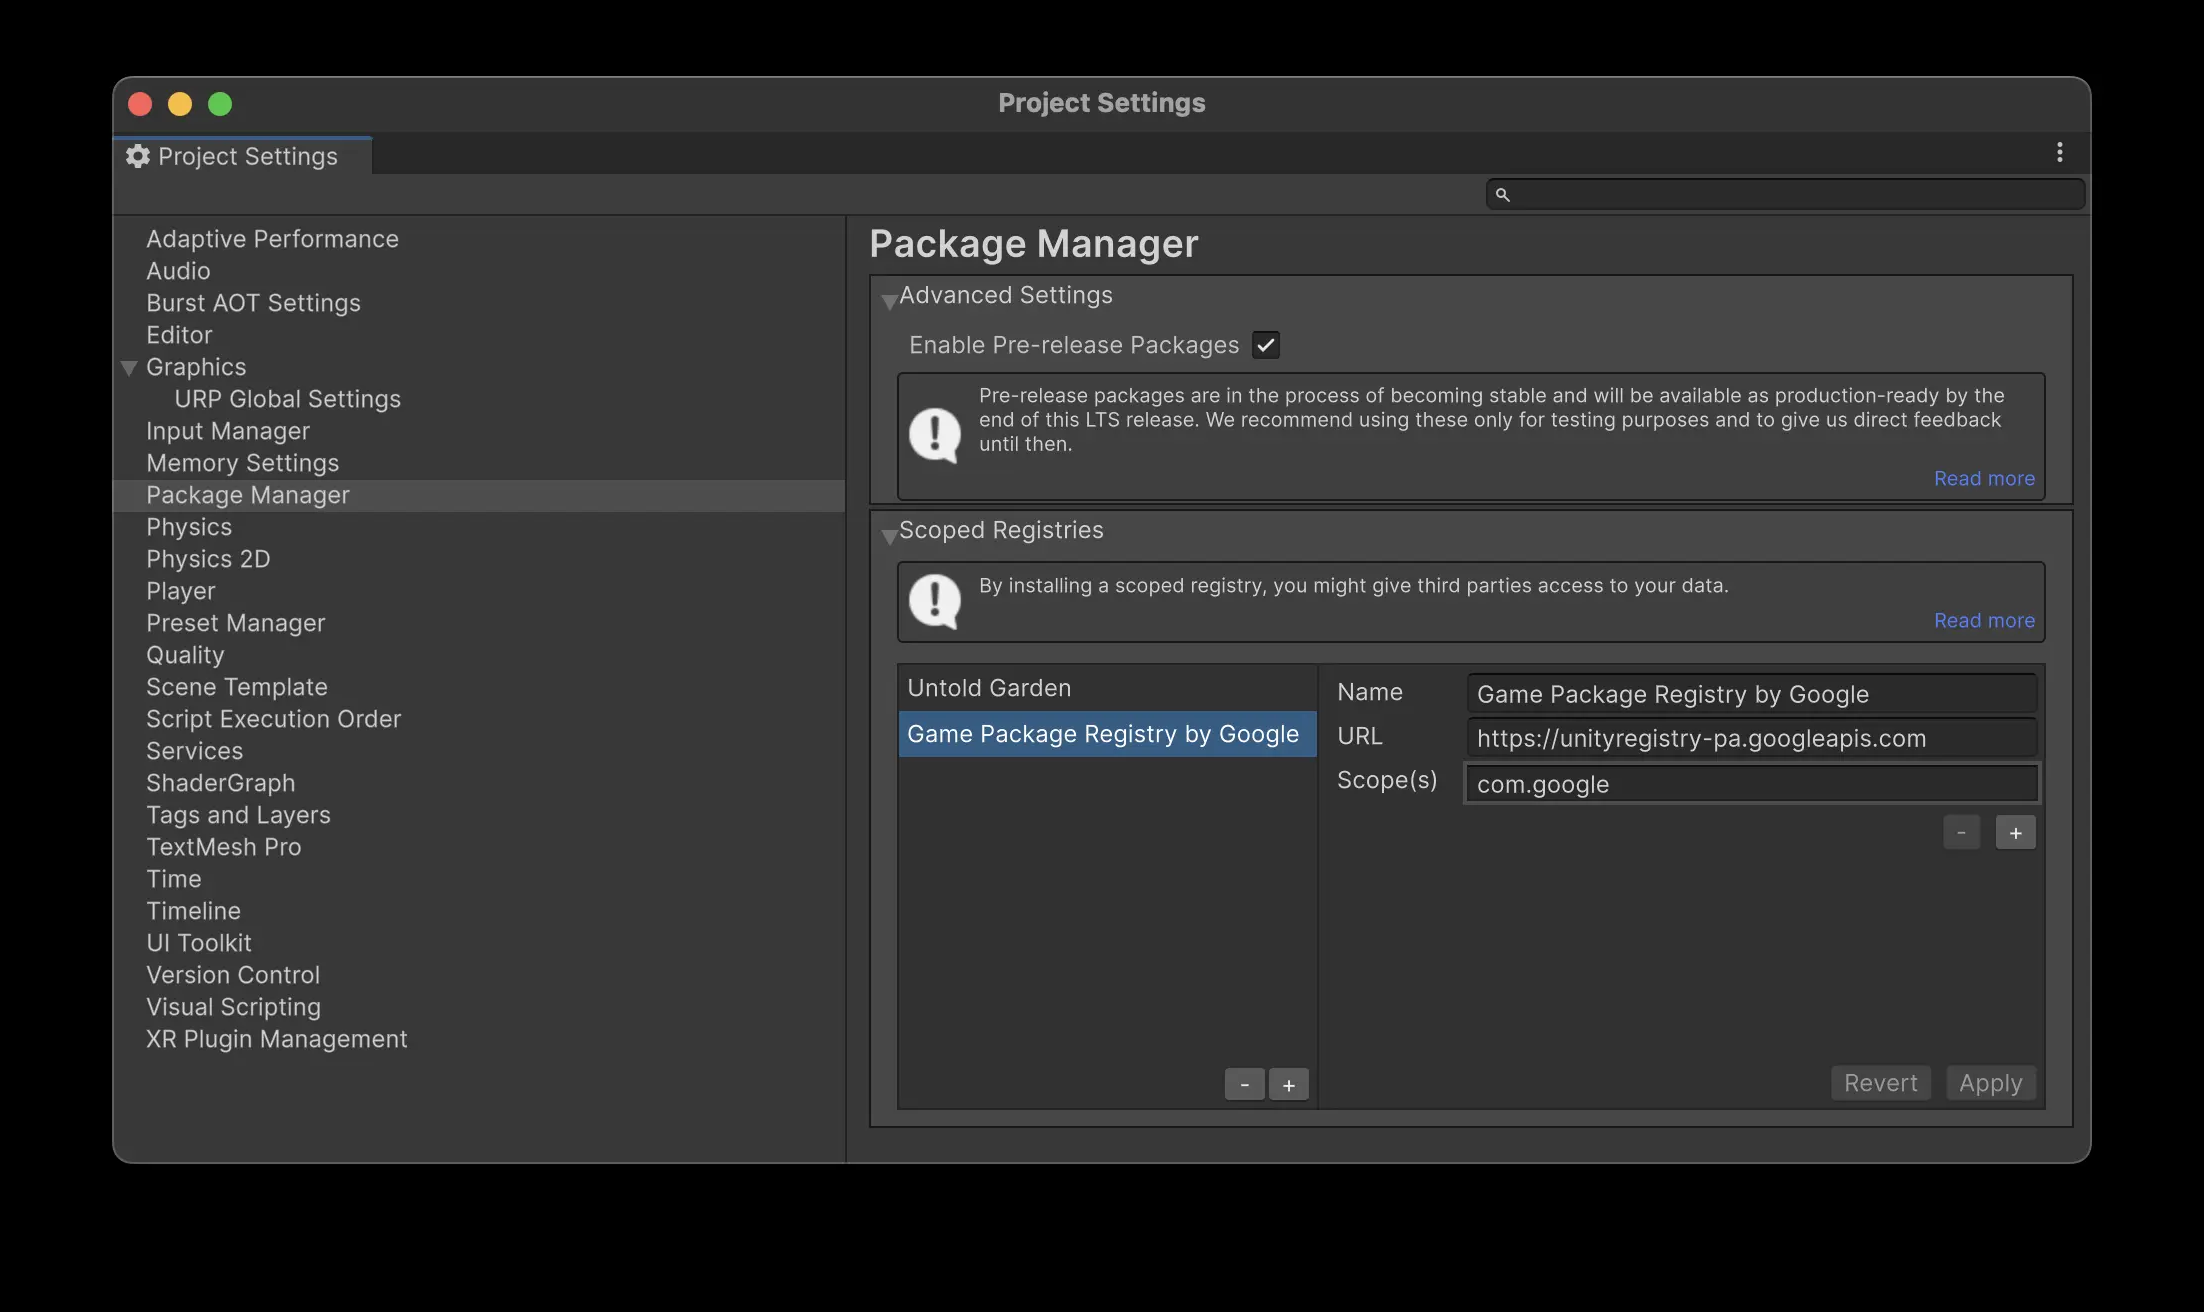 Project Settings
Project Settings
Adaptive Performance
Audio
Burst AOT Settings
Editor
Graphics
URP Global Settings
Input Manager
Memory Settings
Package Manager
Physics
Physics 2D
Player
Preset Manager
Quality
Scene Template
Script Execution Order
Services
ShaderGraph
Tags and Layers
TextMesh Pro
Time
Timeline
UI Toolkit
Version Control
Visual Scripting
XR Plugin Management
Package Manager
Advanced Settings
Enable Pre-release Packages
Pre-release packages are in the process of becoming stable and will be available as production-ready by the
end of this LTS release. We recommend using these only for testing purposes and to give us direct feedback
until then.
Read more
Scoped Registries
By installing a scoped registry, you might give third parties access to your data.
Read more
Untold Garden
Game Package Registry by Google
- +
Name Game Package Registry by Google
URL https://unityregistry-pa.googleapis.com
Scope(s) com.google
- +
Revert Apply